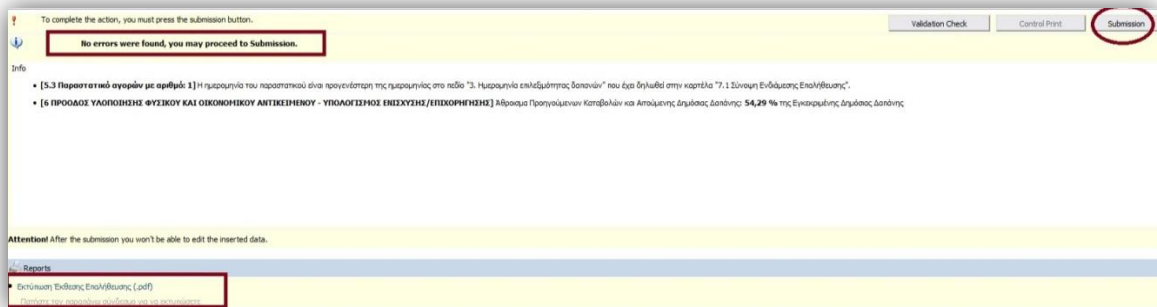 To complete the action, you must press the submission button.
Validation Check
Control Print
Submission
No errors were found, you may proceed to Submission.
Info
• [5.3 Παραστατικό αγορών με αριθμό: 1] Η ημερομηνία του παραστατικού είναι προγενέστερη της ημερομηνίας στο πεδίο "3. Ημερομηνία επιλεξιμότητας δαπανών" που έχει δηλωθεί στην καρτέλα "7.1 Σύνοψη Ενδιάμεσης Επαλήθευσης".
• [6 ΠΡΟΟΔΟΣ ΥΛΟΠΟΙΗΣΗΣ ΦΥΣΙΚΟΥ ΚΑΙ ΟΙΚΟΝΟΜΙΚΟΥ ΑΝΤΙΚΕΙΜΕΝΟΥ - ΥΠΟΛΟΓΙΣΜΟΣ ΕΝΙΣΧΥΣΗΣ/ΕΠΙΧΟΡΗΓΗΣΗΣ] Άθροισμα Προηγούμενων Καταβολών και Αιτούμενης Δημόσιας Δαπάνης: 54,29 % της Εγκεκριμένης Δημόσιας Δαπάνης
Attention! After the submission you won't be able to edit the inserted data.
Reports
Εκτύπωση Έκθεσης Επαλήθευσης (.pdf)
Πατήστε τον παραπάνω σύνδεσμο για να εκτυπώσετε